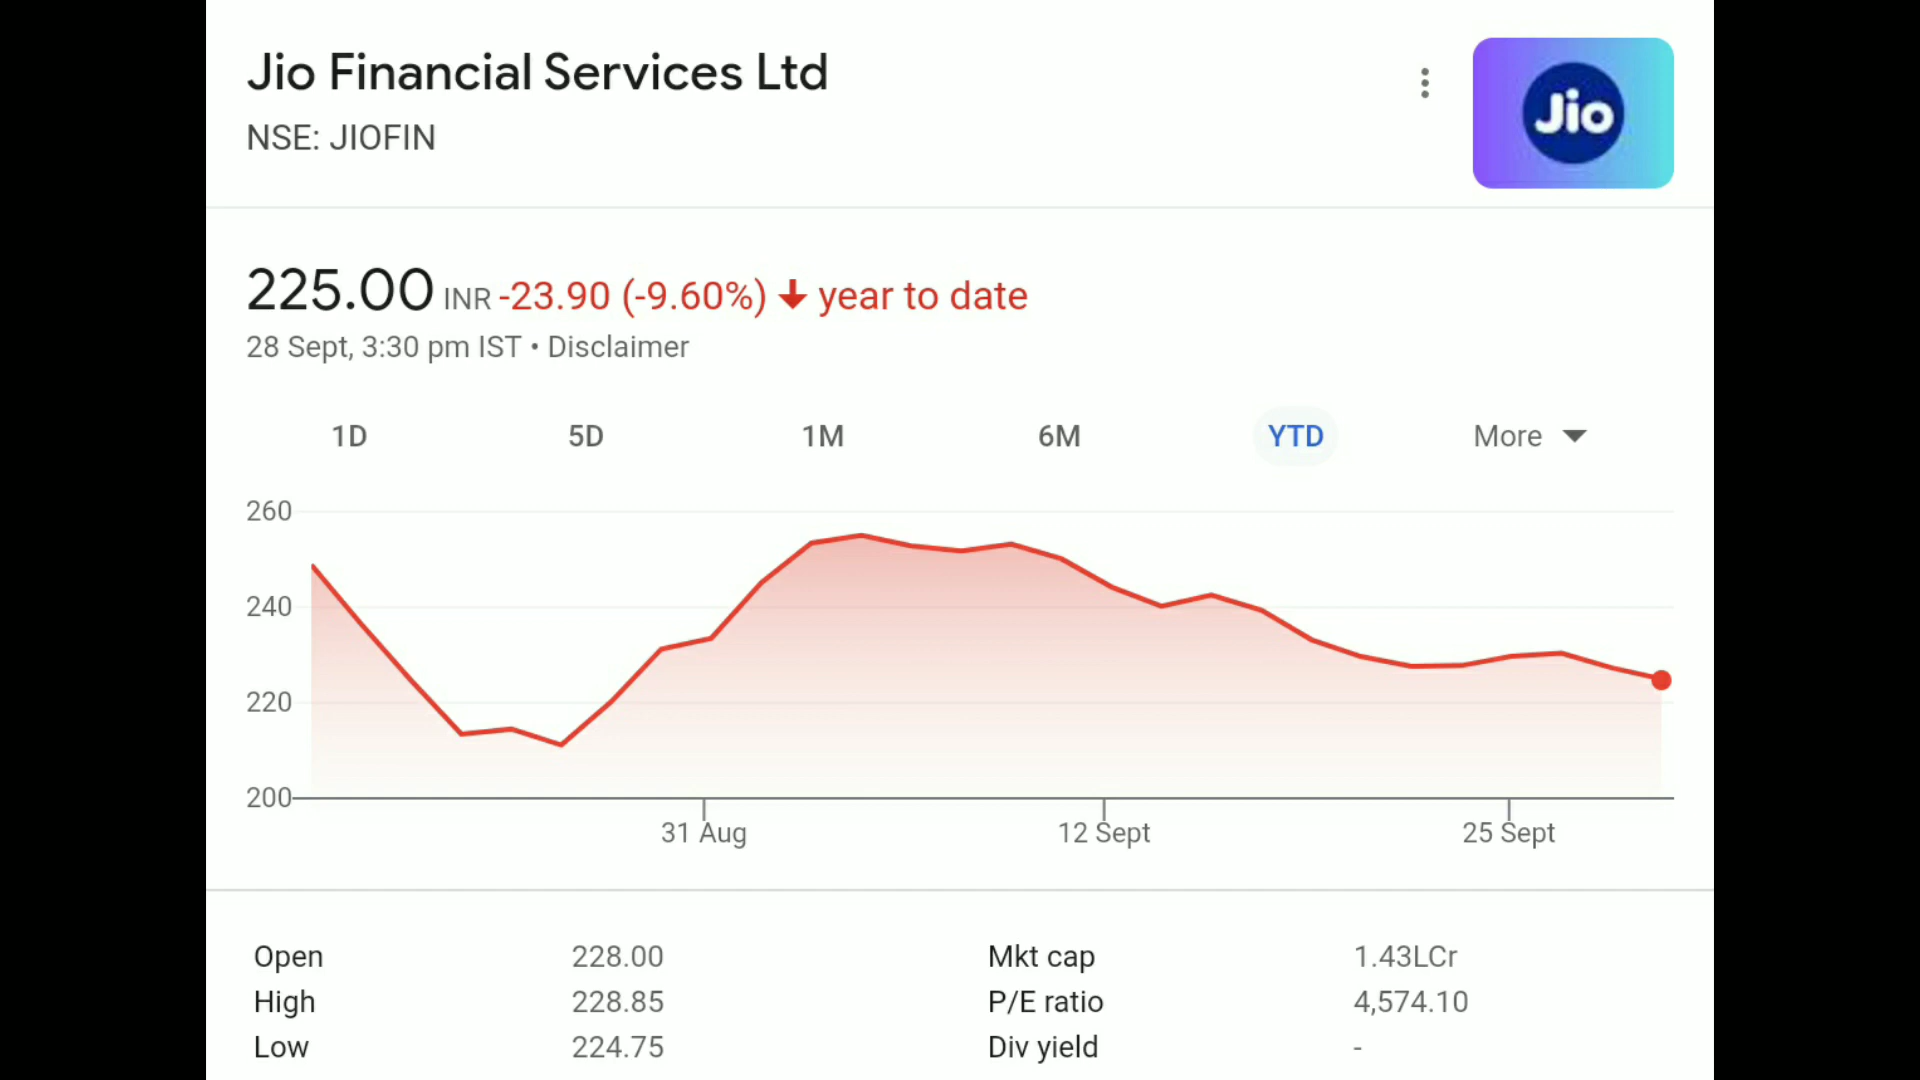 Jio Financial Services Ltd
NSE: JIOFIN
Jio
225.00 INR -23.90 (-9.60%) ↓ year to date
28 Sept, 3:30 pm IST • Disclaimer
1D 5D 1M 6M YTD More
260
240
220
200
31 Aug 12 Sept 25 Sept
Open 228.00 Mkt cap 1.43LCr
High 228.85 P/E ratio 4,574.10
Low 224.75 Div yield -